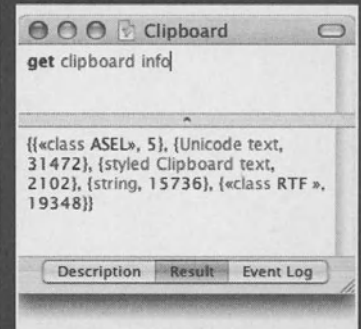 Clipboard
get clipboard info
{{«class ASEL», 5}, {Unicode text,
31472}, {styled Clipboard text,
2102}, {string, 15736}, {«class RTF »,
19348}}
Description Result Event Log